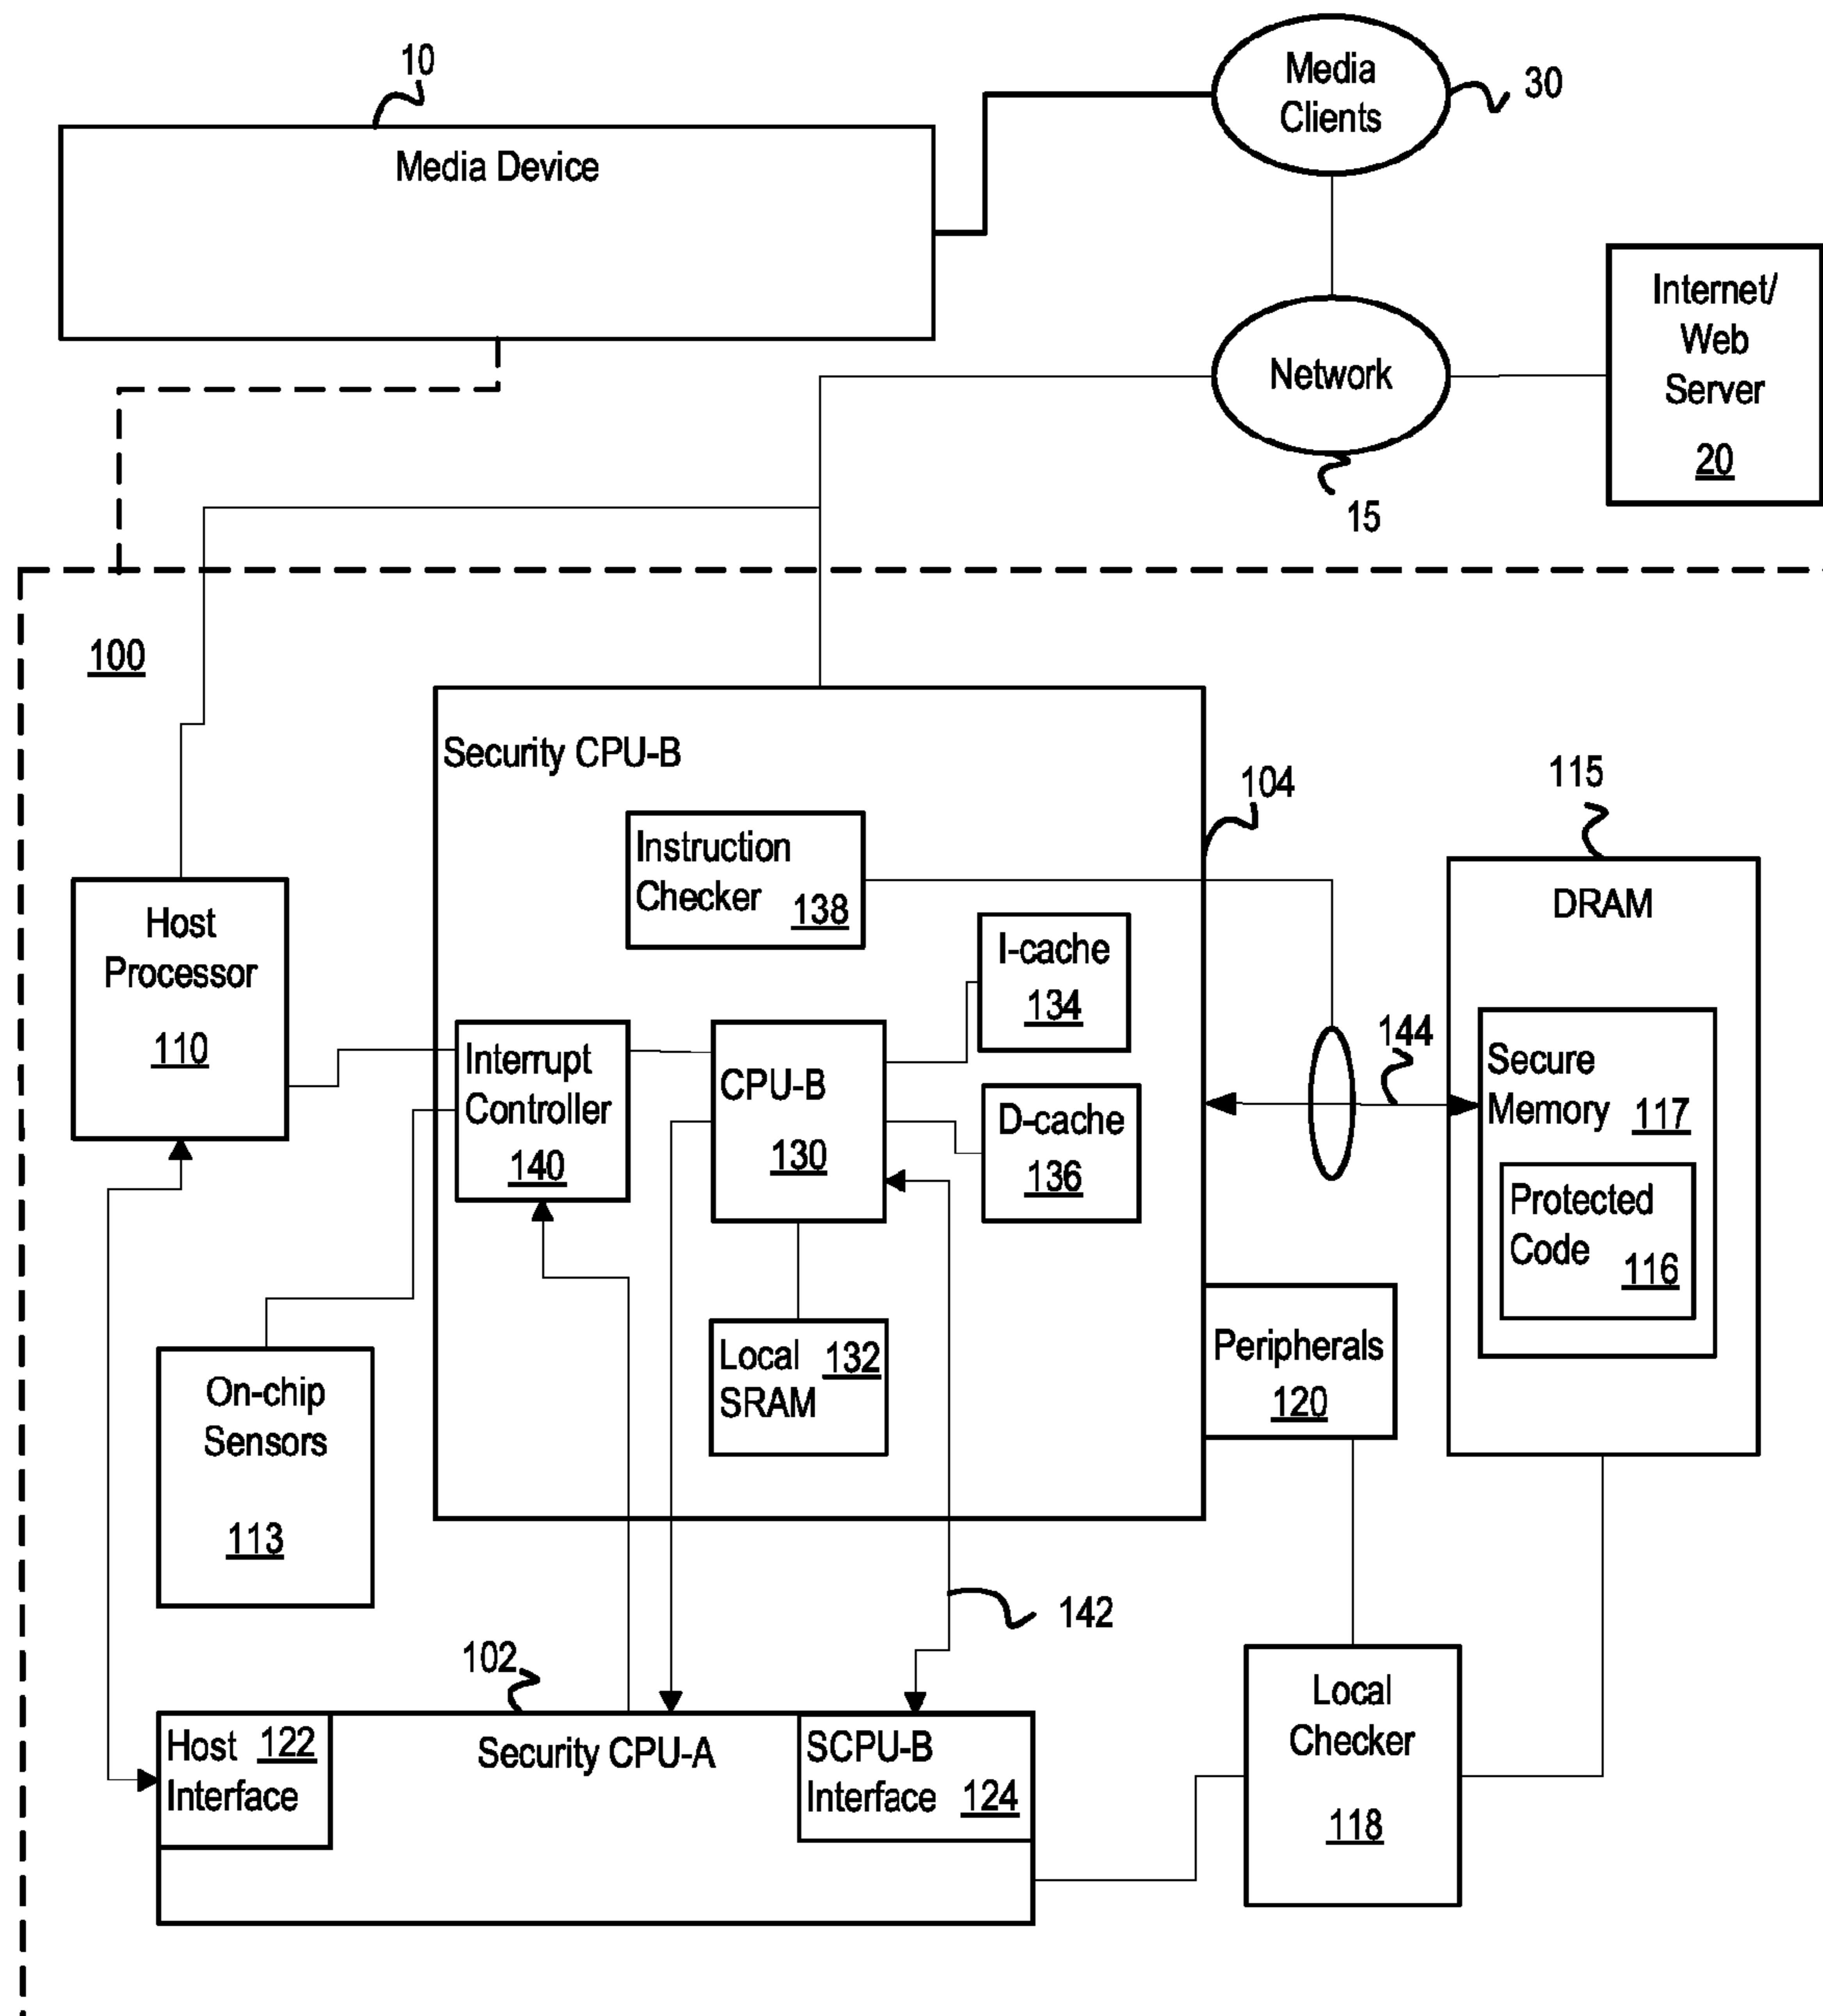 10
Media Device
Media
Clients
30
Internet/
Web
Server
20
Network
15
100
Security CPU-B
104
115
Instruction
Checker 138
DRAM
Host
Processor
110
I-cache
134
144
Interrupt
Controller
140
CPU-B
130
D-cache
136
Secure
Memory 117
Protected
Code 116
Local 132
SRAM
Peripherals
120
On-chip
Sensors
113
142
102
Host 122
Interface
Security CPU-A
SCPU-B
Interface 124
Local
Checker
118